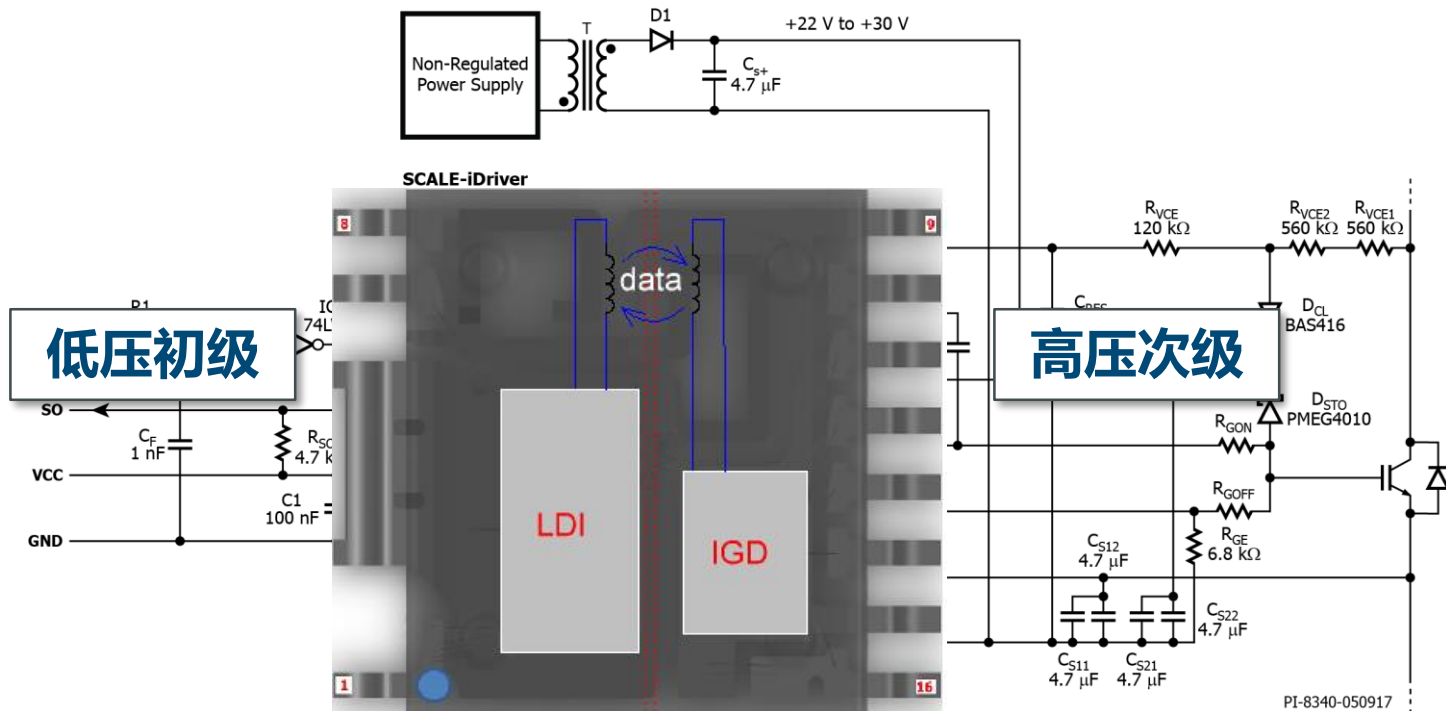 Non-Regulated
Power Supply
T
D1
+22 V to +30 V
Cs+
4.7 µF
SCALE-iDriver
8
9
data
RVCE
120 kΩ
RVCE2
560 kΩ
RVCE1
560 kΩ
74L
低压初级
高压次级
DCL
BAS416
SO
CF
1 nF
4.7 k
VCC
C1
100 nF
GND
LDI
IGD
DSTO
PMEG4010
RGON
RGOFF
RGE
6.8 kΩ
CS12
4.7 µF
CS22
4.7 µF
CS11
4.7 µF
CS21
4.7 µF
1
16
PI-8340-050917